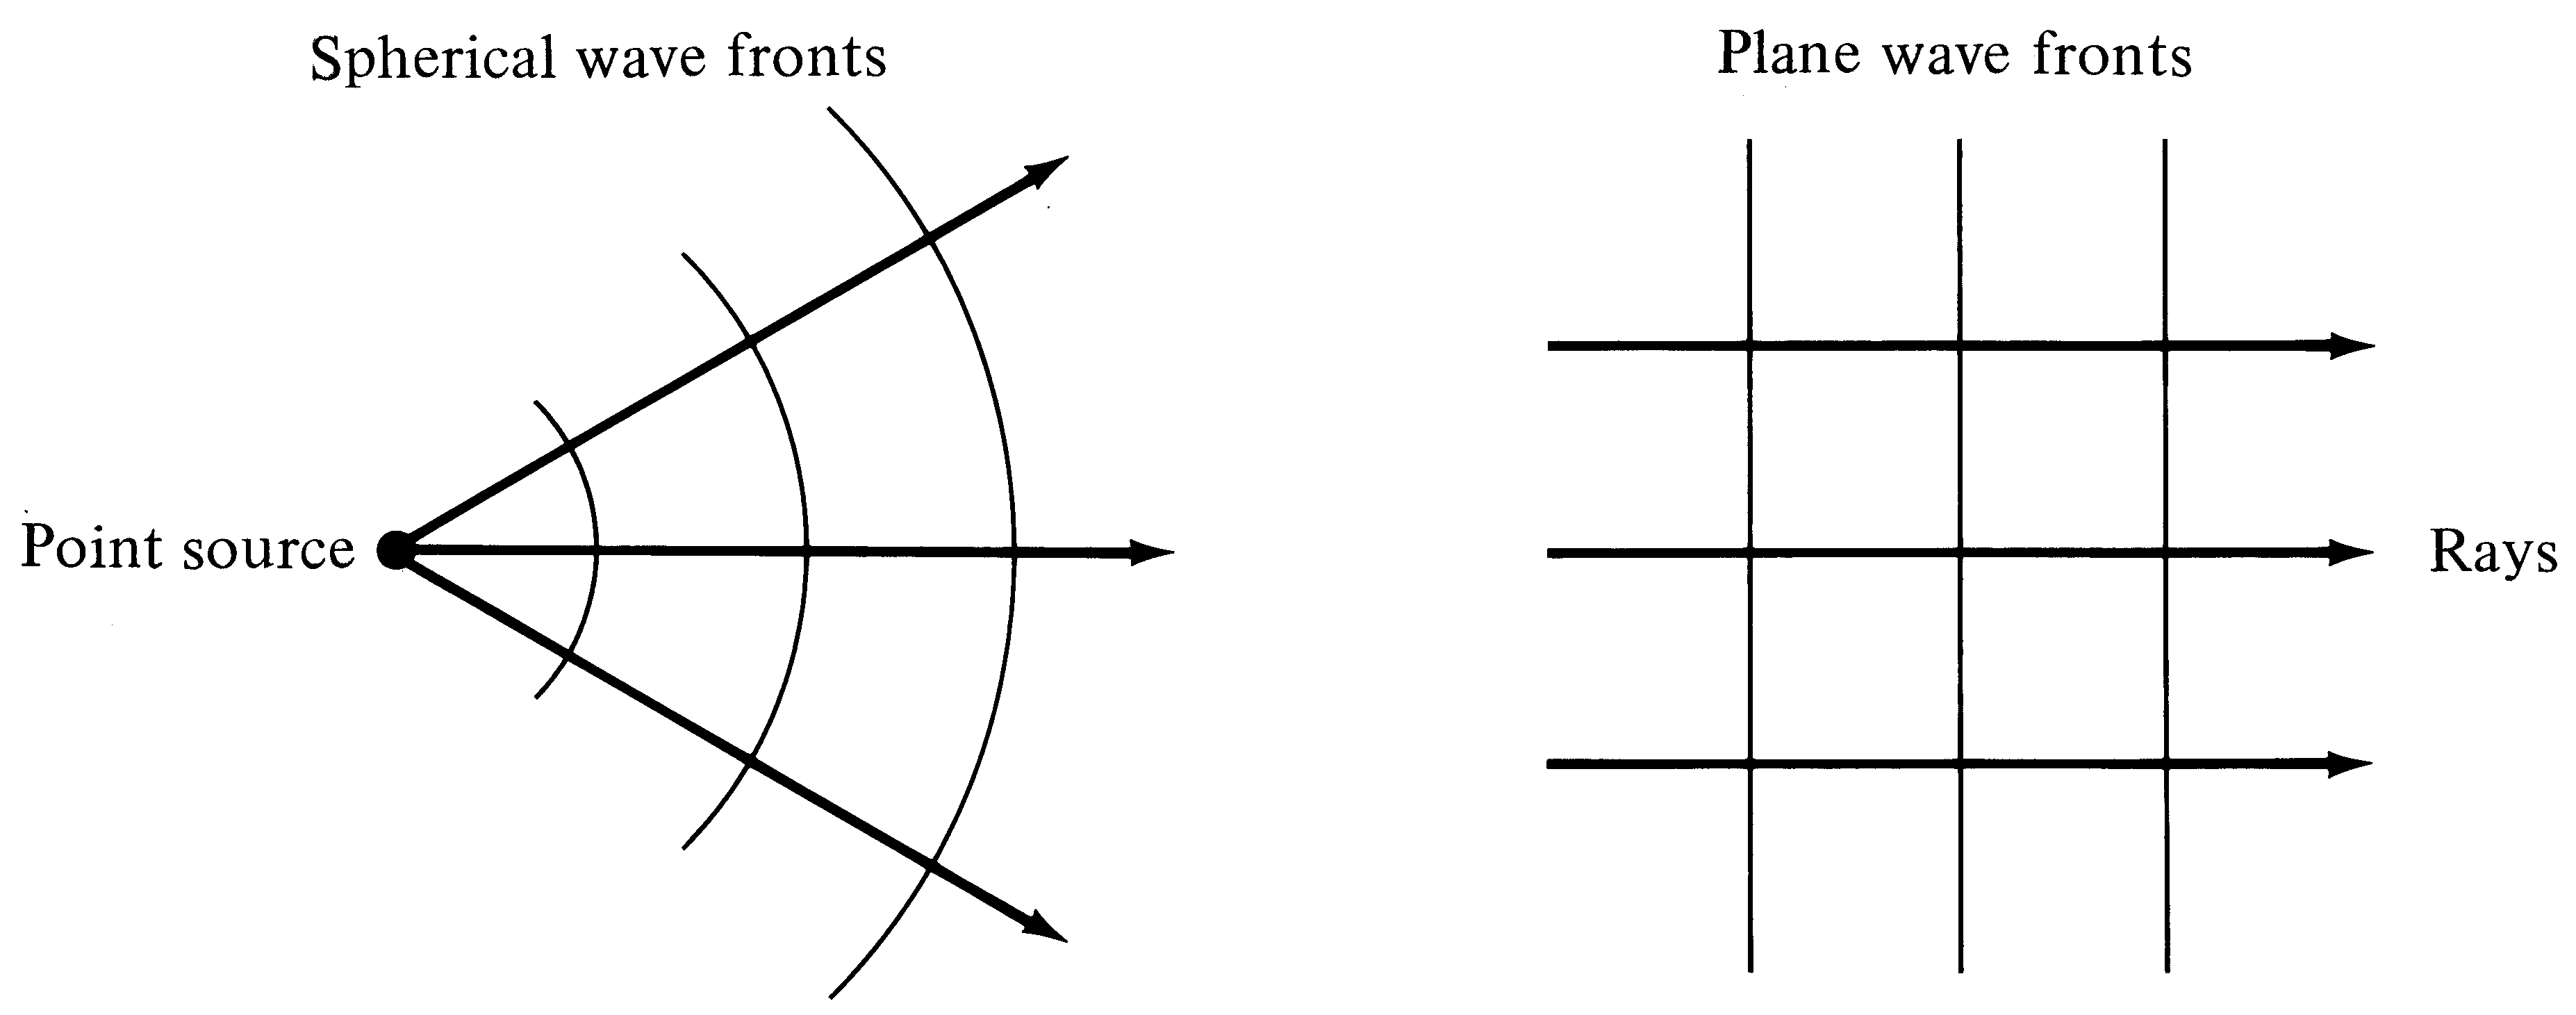 Spherical wave fronts
Plane wave fronts
Point source
Rays